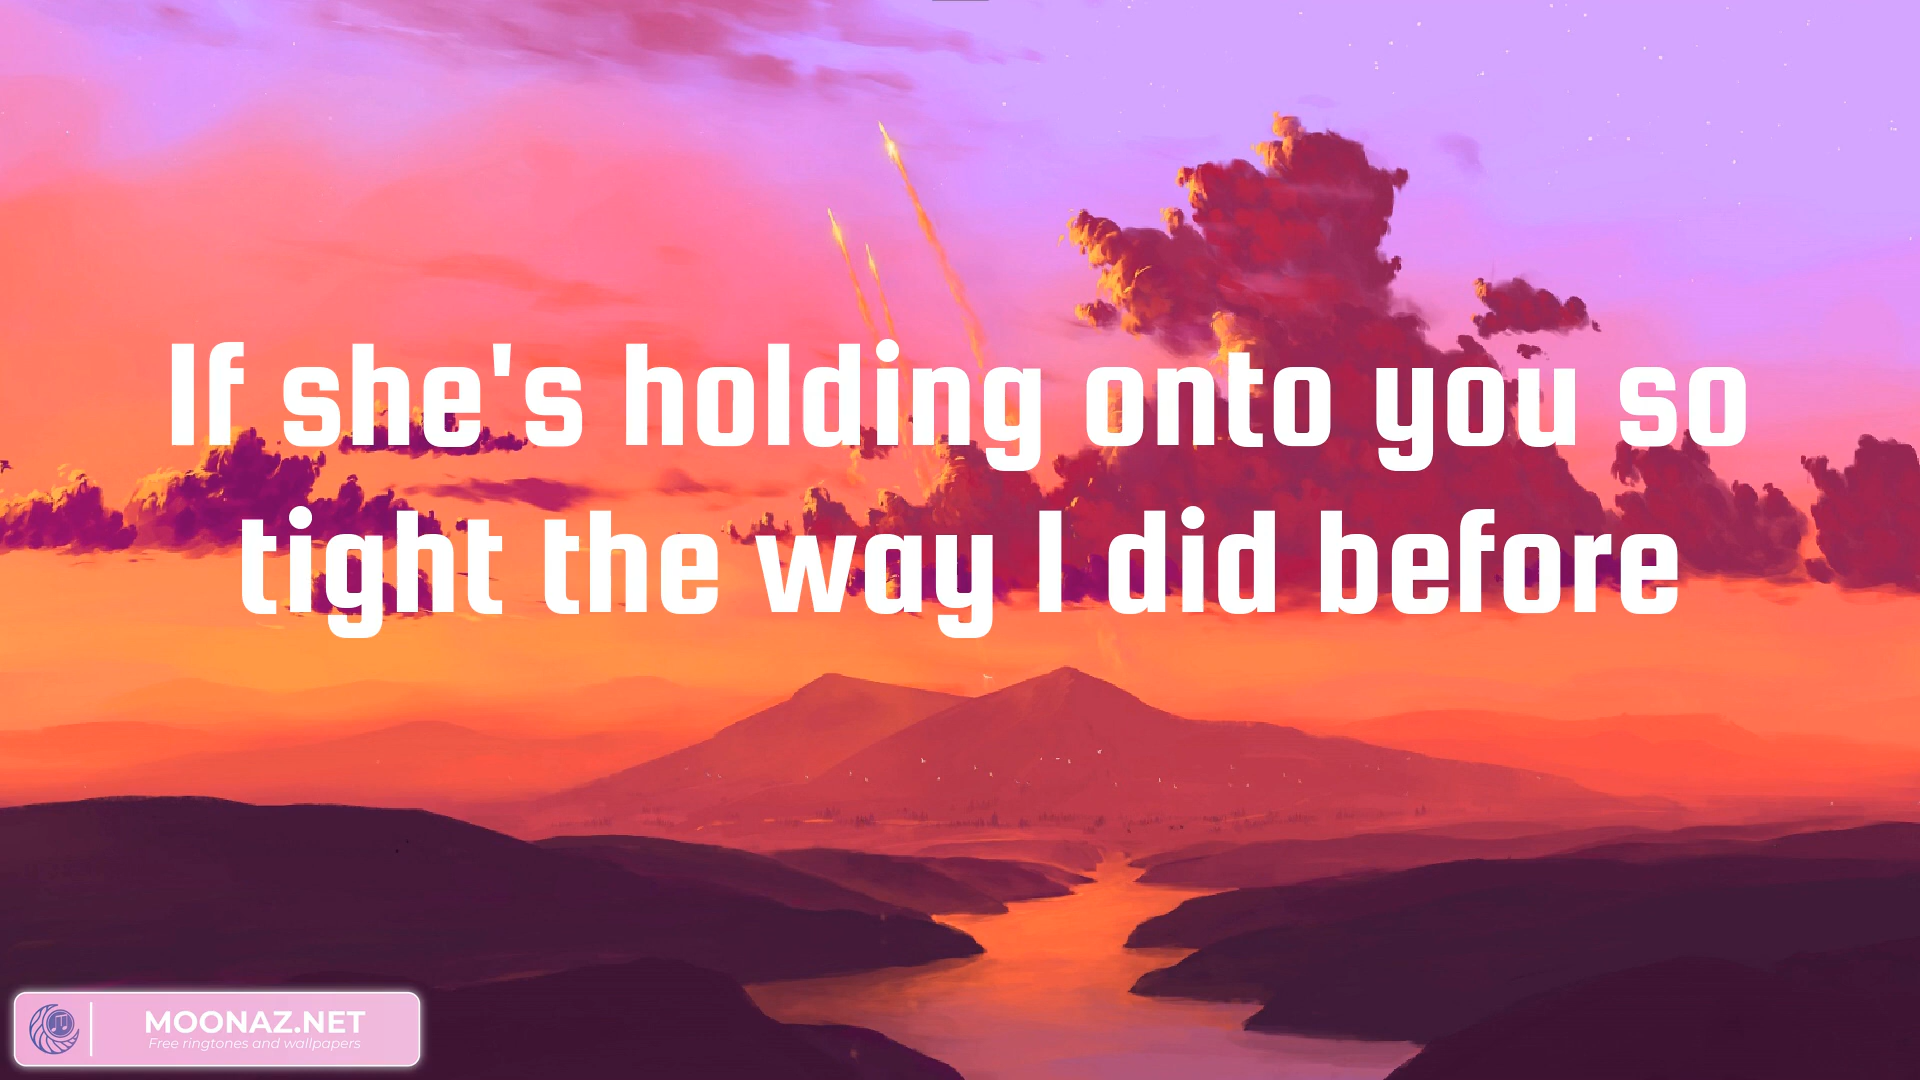 If she's holding onto you so
tight the way I did before
MOONAZ.NET
Free ringtones and wallpapers